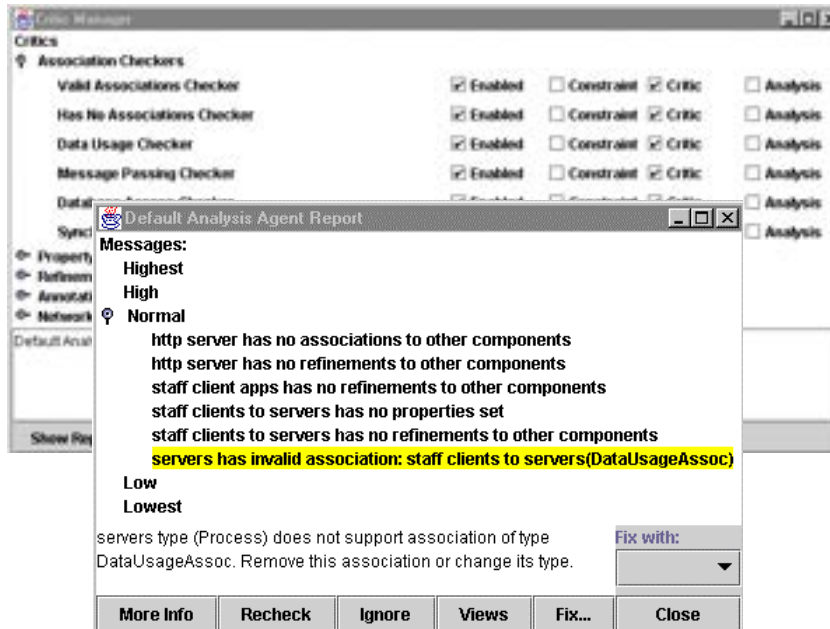 Critic Manager
Critics
Association Checkers
Valid Associations Checker Enabled Constraint Critic Analysis
Has No Associations Checker Enabled Constraint Critic Analysis
Data Usage Checker Enabled Constraint Critic Analysis
Message Passing Checker Enabled Constraint Critic Analysis
Analysis
Analysis
Property
Default Analysis Agent Report
Messages:
Highest
High
Normal
http server has no associations to other components
http server has no refinements to other components
staff client apps has no refinements to other components
staff clients to servers has no properties set
staff clients to servers has no refinements to other components
servers has invalid association: staff clients to servers(DataUsageAssoc)
Low
Lowest
servers type (Process) does not support association of type
DataUsageAssoc. Remove this association or change its type.
Fix with:
More Info Recheck Ignore Views Fix... Close
Network
Show